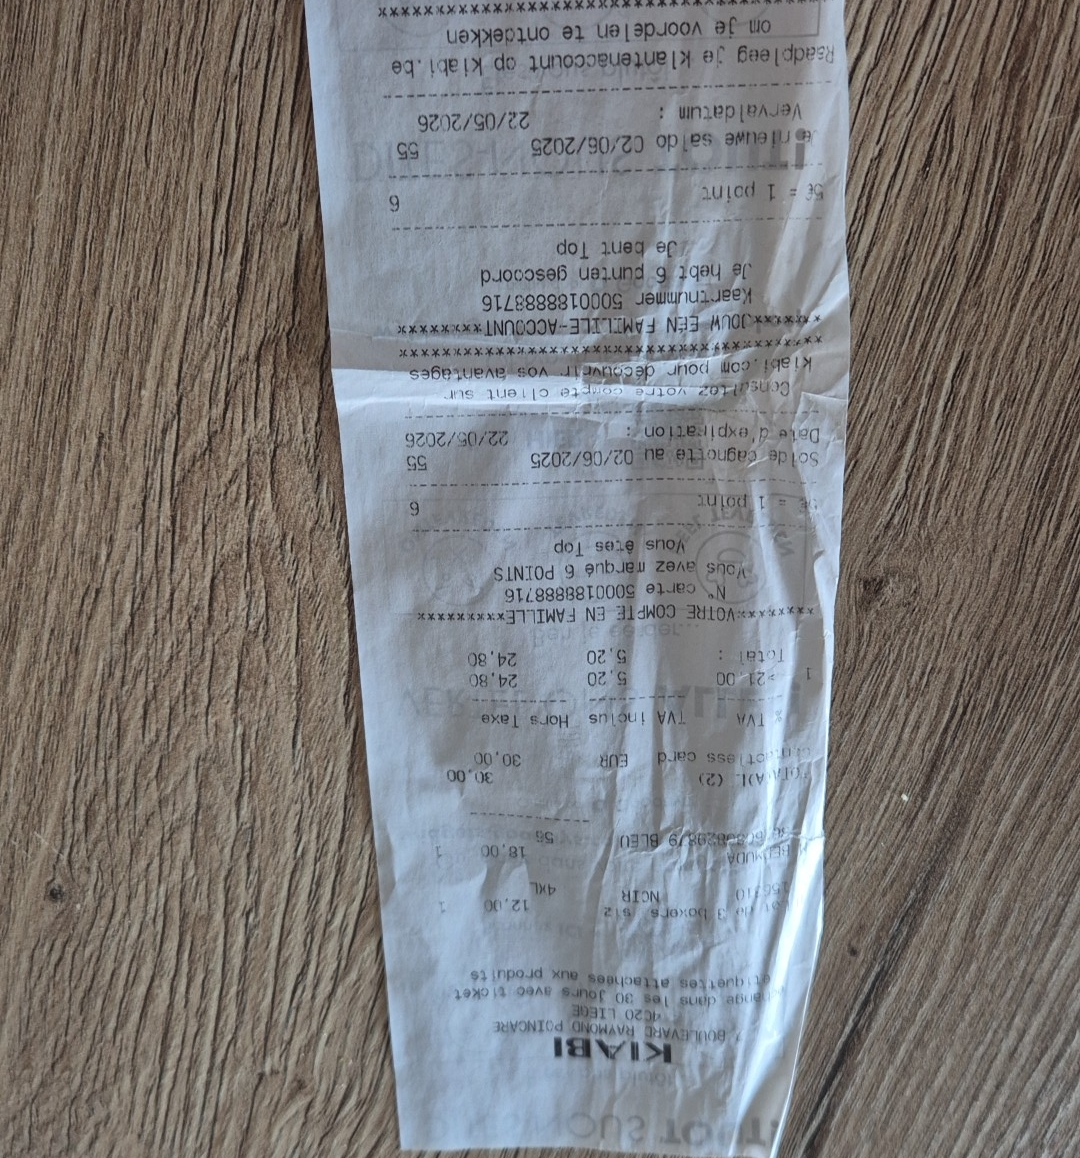 KIABI
BOULEVARD RAYMOND POINCARE
4020 LIEGE
dans les 30 jours avec ticket
étiquettes attachées aux produits
de 3 boxers siz 12,00 1
NOIR 4XL
BERMUDA 18,00 1
BLEU 56
(2) 30,00
card EUR 30,00
% TVA TVA inclus Hors Taxe
1 >21,00 5,20 24,80
Total : 5,20 24,80
*********VOTRE COMPTE EN FAMILLE*********
N° carte 5000188888716
Vous avez marqué 6 POINTS
Vous êtes Top
5€ = 1 point 6
Solde cagnotte au 02/06/2025 55
Date d'expiration : 22/05/2026
Consultez votre compte client sur
kiabi.com pour découvrir vos avantages
*******JOUW EEN FAMILILE-ACCOUNT*********
Kaartnummer 5000188888716
Je hebt 6 punten gescoord
Je bent Top
5€ = 1 point 6
Je nieuwe saldo 02/06/2025 55
Vervaldatum : 22/05/2026
Raadpleeg je klantenaccount op kiabi.be
om je voordelen te ontdekken